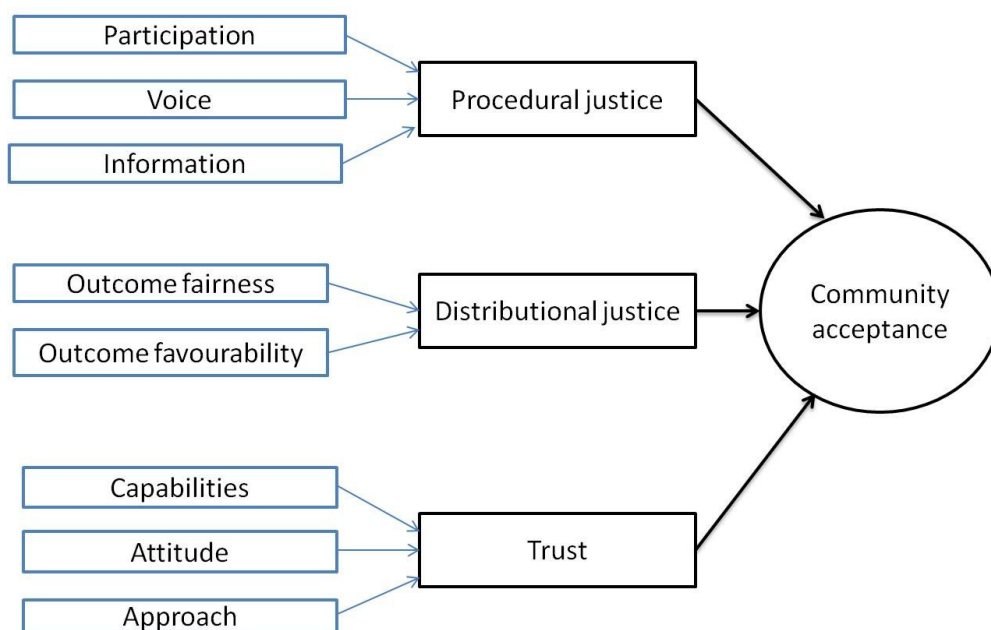 Participation
Voice
Information
Procedural justice
Outcome fairness
Outcome favourability
Distributional justice
Community
acceptance
Capabilities
Attitude
Approach
Trust